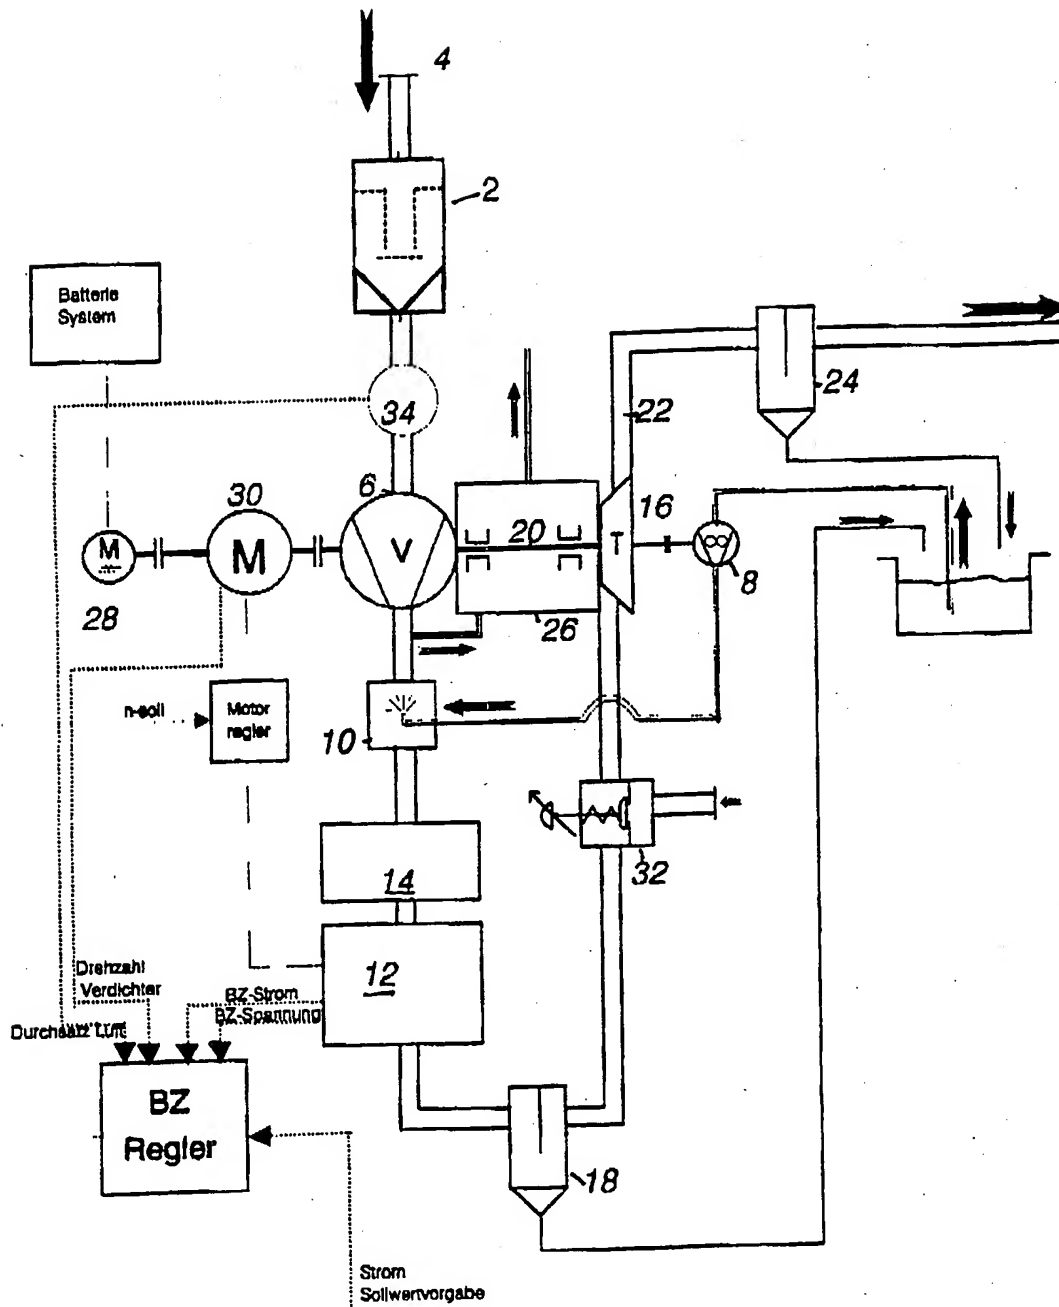 4
2
Batterie
System
34
22
24
30
6
16
M
M
V
20
T
8
28
26
n-soll
Motor
regler
10
32
14
12
Drehzahl
Verdichter
BZ-Strom
BZ-Spannung
Durchsatz Luft
BZ
Regler
18
Strom
Sollwertvorgabe